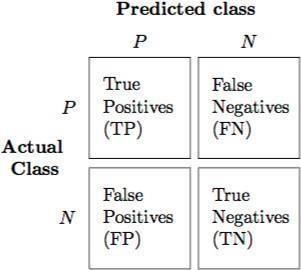 Predicted class
P N
True
Positives
(TP)
False
Negatives
(FN)
P
Actual
Class
False
Positives
(FP)
True
Negatives
(TN)
N